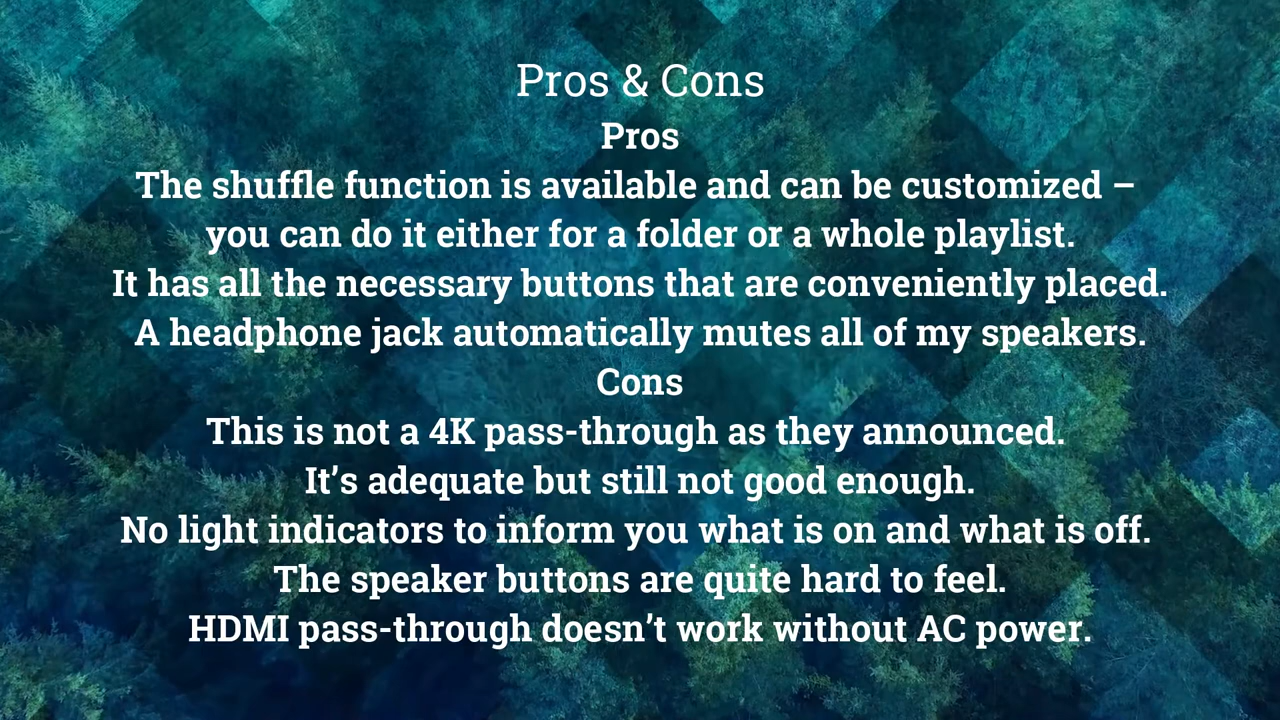 Pros & Cons
Pros
The shuffle function is available and can be customized –
you can do it either for a folder or a whole playlist.
It has all the necessary buttons that are conveniently placed.
A headphone jack automatically mutes all of my speakers.
Cons
This is not a 4K pass-through as they announced.
It’s adequate but still not good enough.
No light indicators to inform you what is on and what is off.
The speaker buttons are quite hard to feel.
HDMI pass-through doesn’t work without AC power.